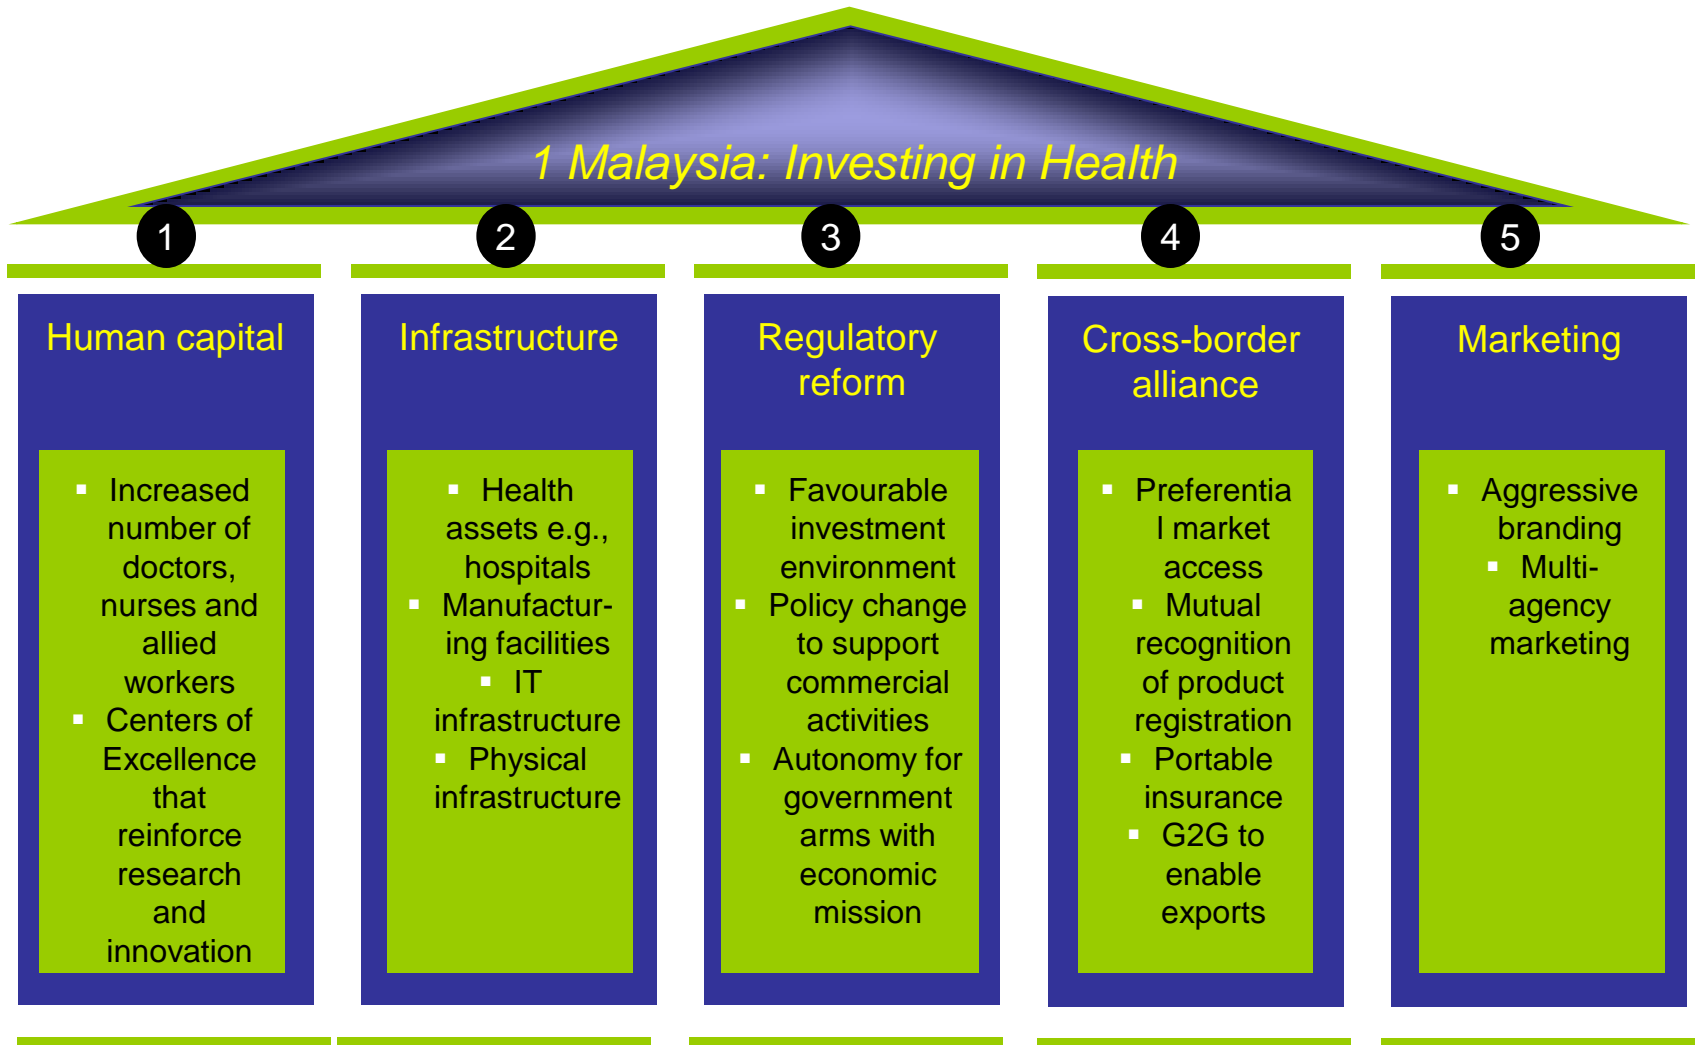 1 Malaysia: Investing in Health
1
2
3
4
5
Human capital
▪ Increased
number of
doctors,
nurses and
allied
workers
▪ Centers of
Excellence
that
reinforce
research
and
innovation
Infrastructure
▪ Health
assets e.g.,
hospitals
▪ Manufactur-
ing facilities
▪ IT
infrastructure
▪ Physical
infrastructure
Regulatory
reform
▪ Favourable
investment
environment
▪ Policy change
to support
commercial
activities
▪ Autonomy for
government
arms with
economic
mission
Cross-border
alliance
▪ Preferentia
l market
access
▪ Mutual
recognition
of product
registration
▪ Portable
insurance
▪ G2G to
enable
exports
Marketing
▪ Aggressive
branding
▪ Multi-
agency
marketing